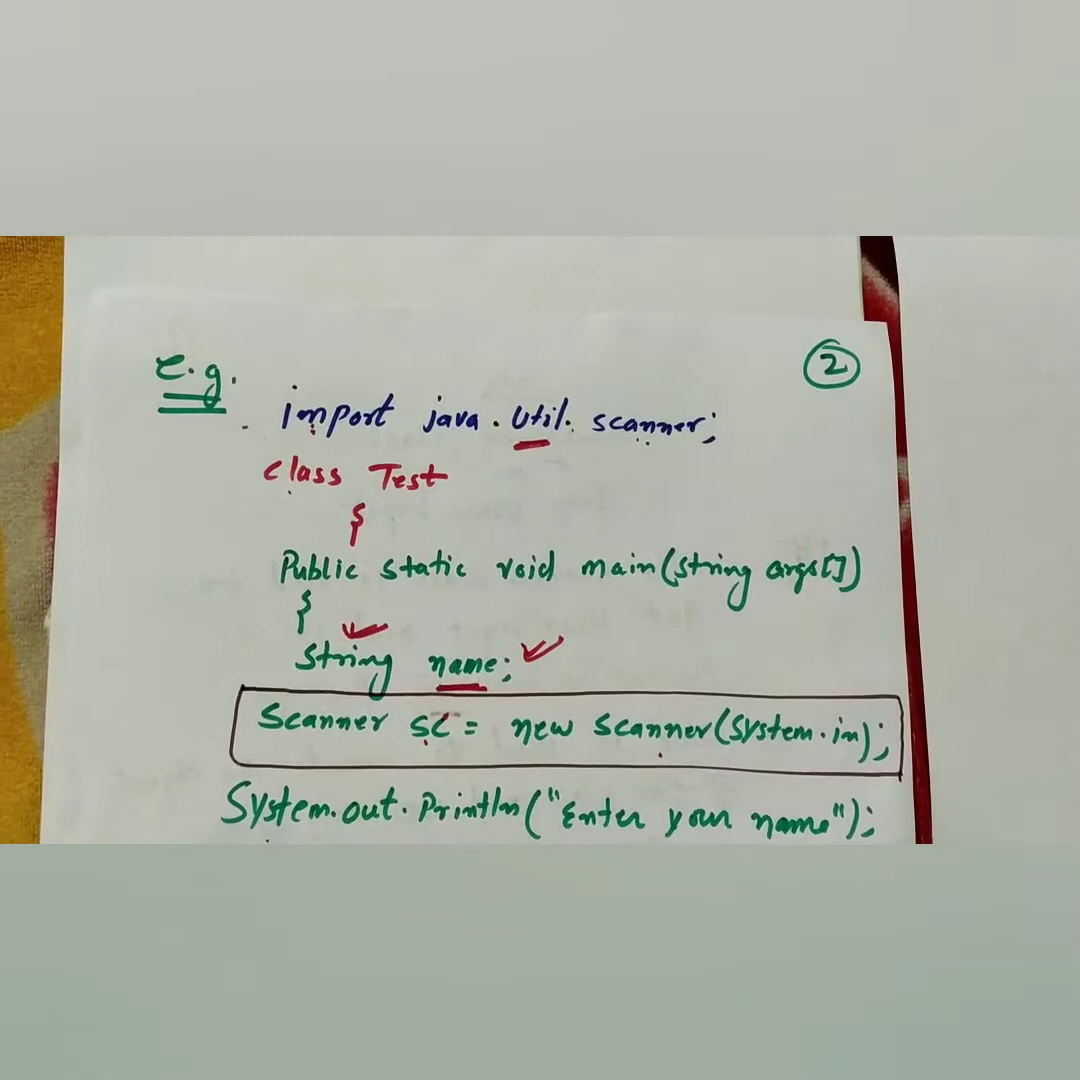 e.g.
2
import java.util.scanner;
class Test
{
Public static void main(string args[])
{
string name;
Scanner sc = new scanner(system.in);
System.out.println("Enter your name");